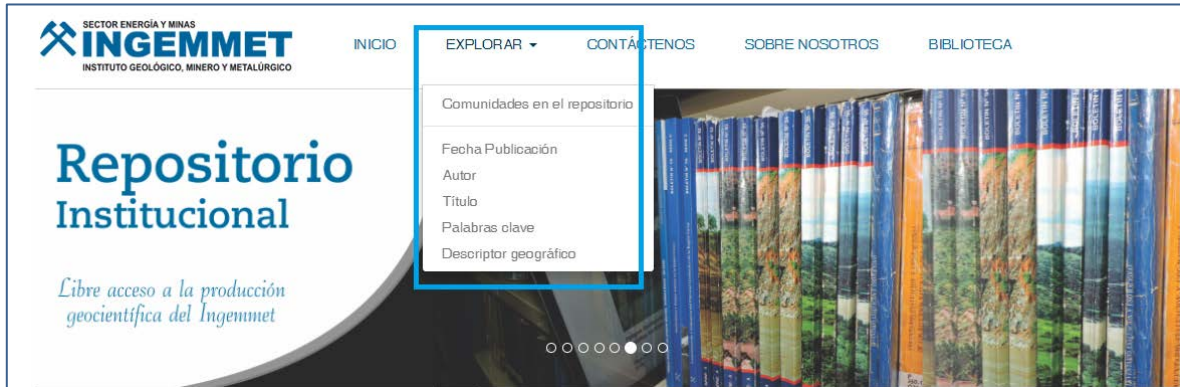 SECTOR ENERGÍA Y MINAS
INGEMMET
INSTITUTO GEOLÓGICO, MINERO Y METALÚRGICO
INICIO
EXPLORAR
CONTÁCTENOS
SOBRE NOSOTROS
BIBLIOTECA
Comunidades en el repositorio
Fecha Publicación
Autor
Título
Palabras clave
Descriptor geográfico
Repositorio
Institucional
Libre acceso a la producción
geocientífica del Ingemmet